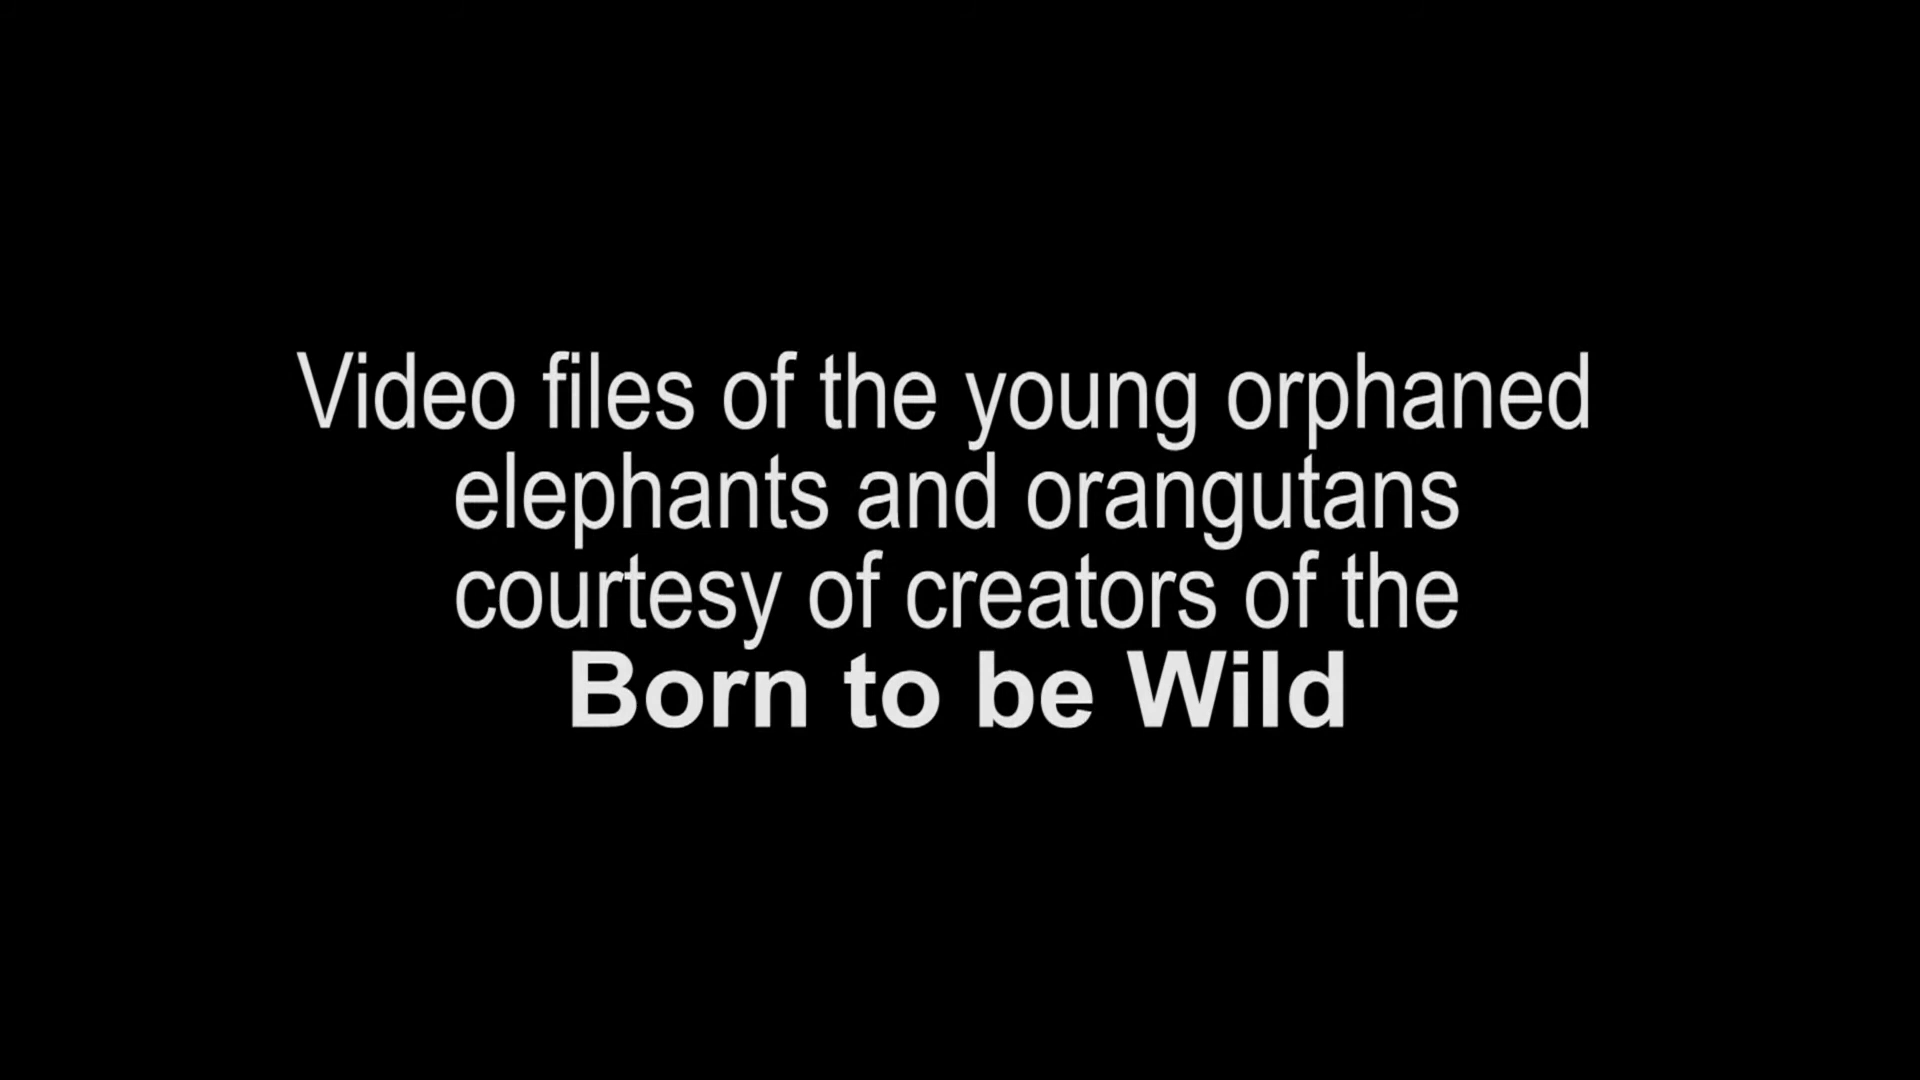 Video files of the young orphaned
elephants and orangutans
courtesy of creators of the
Born to be Wild